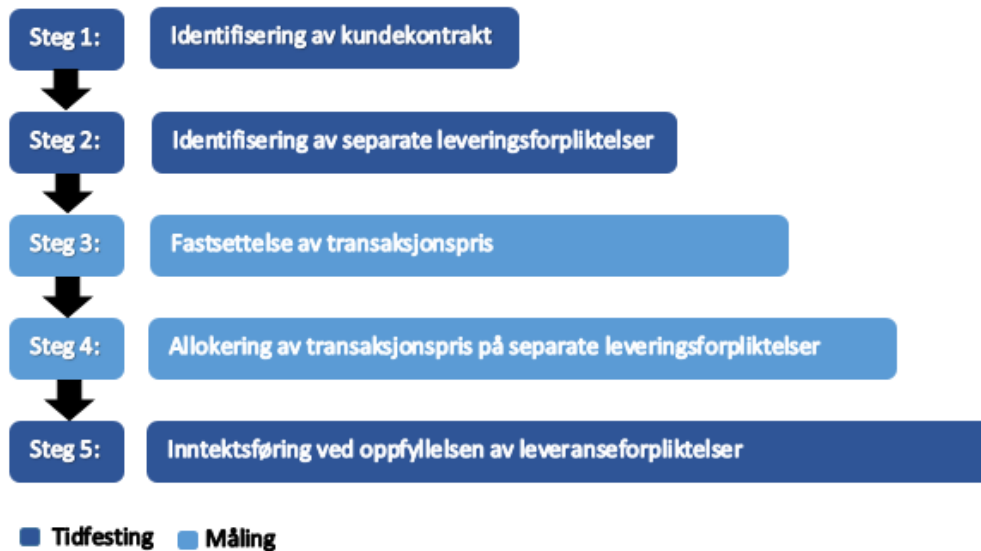 Steg 1: Identifisering av kundekontrakt
Steg 2: Identifisering av separate leveringsforpliktelser
Steg 3: Fastsettelse av transaksjonspris
Steg 4: Allokering av transaksjonspris på separate leveringsforpliktelser
Steg 5: Inntektsføring ved oppfyllelsen av leveranseforpliktelser
Tidfesting Måling